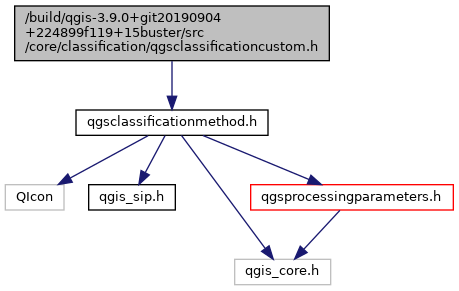 /build/qgis-3.9.0+git20190904
+224899f119+15buster/src
/core/classification/qgsclassificationcustom.h
qgsclassificationmethod.h
QIcon
qgis_sip.h
qgsprocessingparameters.h
qgis_core.h